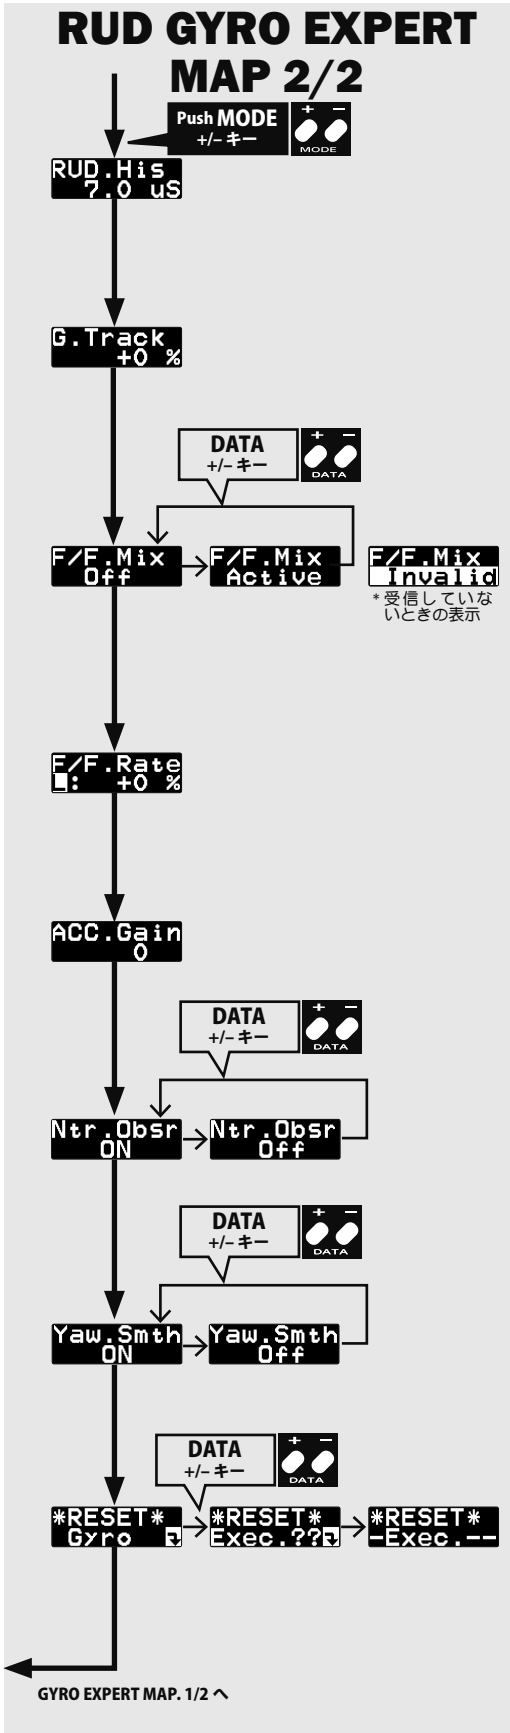 RUD GYRO EXPERT
MAP 2/2
Push MODE
+/– キー
+ −
MODE
RUD.His
7.0 uS
G.Track
+0 %
DATA
+/– キー
+ −
DATA
F/F.Mix
Off
F/F.Mix
Active
F/F.Mix
Invalid
* 受信していな
いときの表示
F/F.Rate
L: +0 %
ACC.Gain
0
DATA
+/– キー
+ −
DATA
Ntr.Obsr
ON
Ntr.Obsr
Off
DATA
+/– キー
+ −
DATA
Yaw.Smth
ON
Yaw.Smth
Off
DATA
+/– キー
+ −
DATA
*RESET*
Gyro
*RESET*
Exec.??
*RESET*
-Exec.--
GYRO EXPERT MAP. 1/2 へ